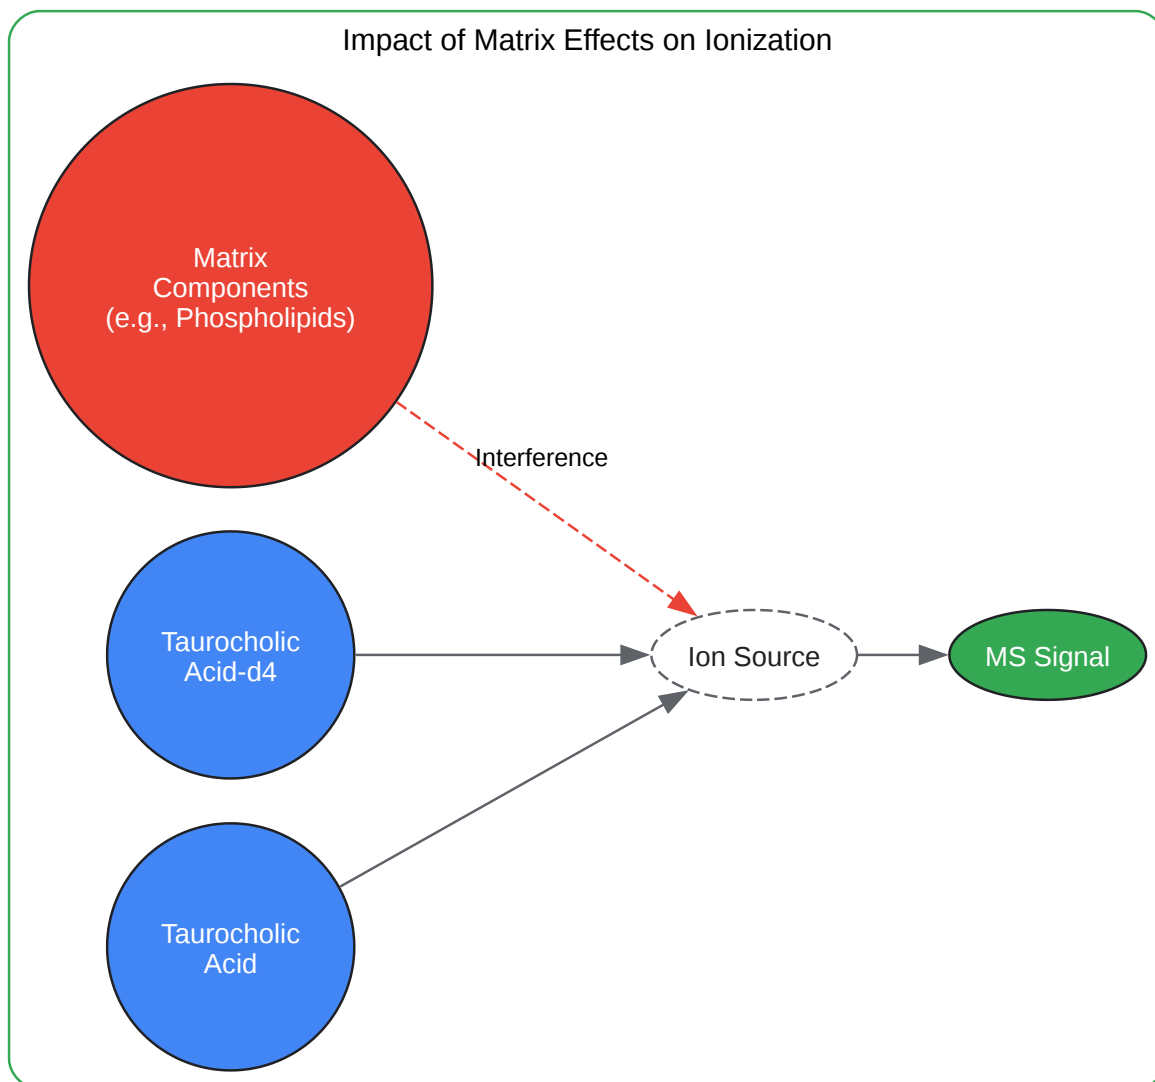 Impact of Matrix Effects on Ionization
Matrix
Components
(e.g., Phospholipids)
Interference
Taurocholic
Acid-d4
Ion Source
MS Signal
Taurocholic
Acid